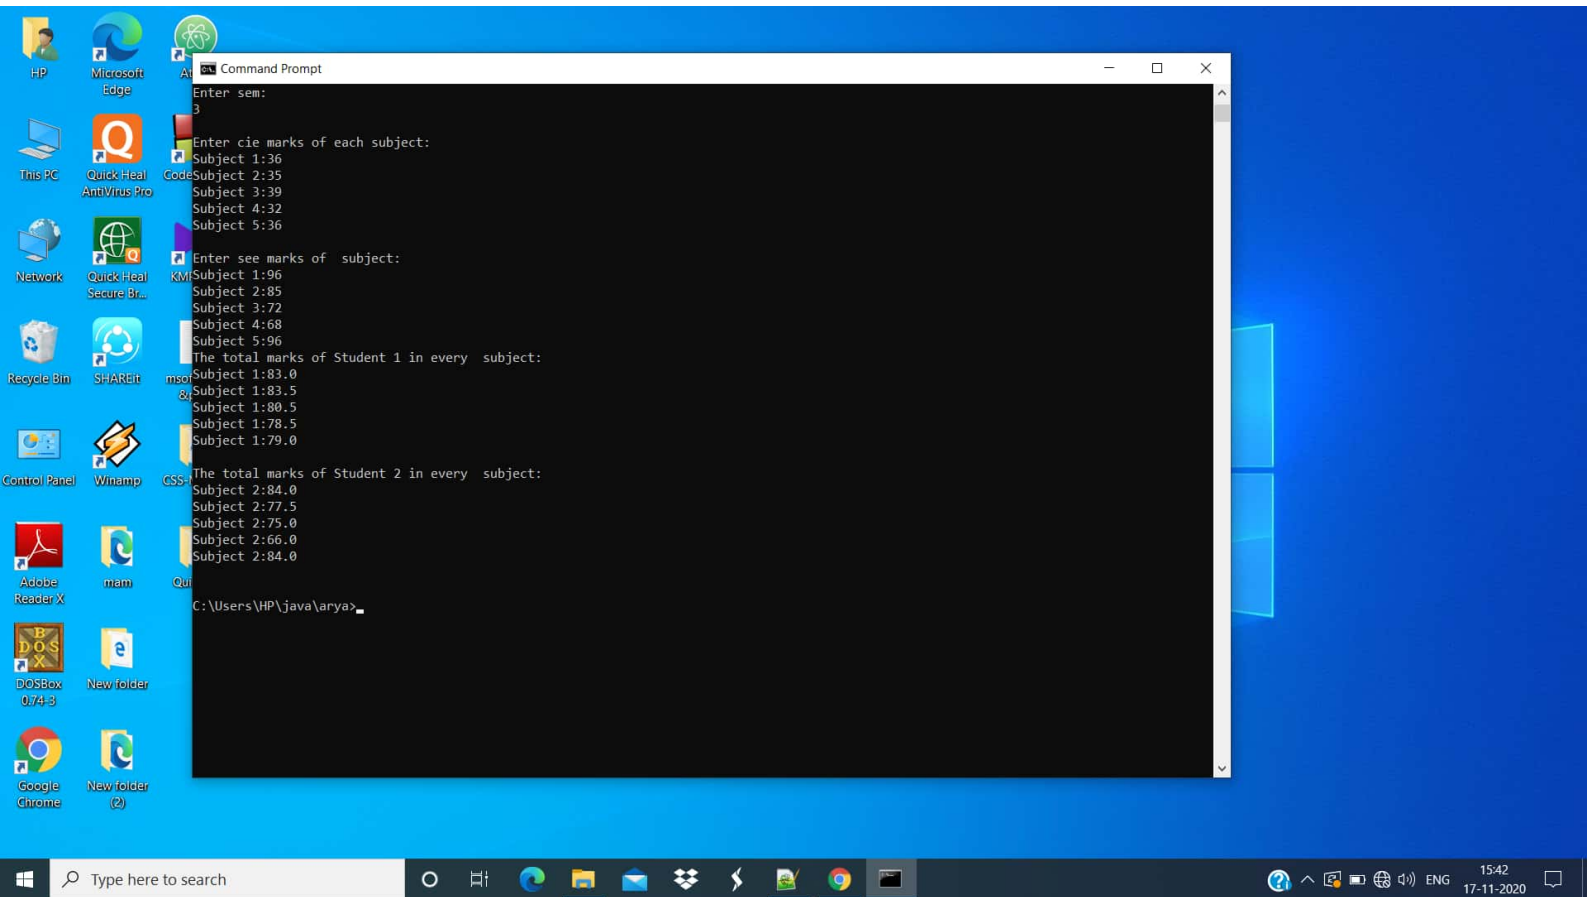 HP
Microsoft
Edge
This PC
Quick Heal
AntiVirus Pro
Code
Network
Quick Heal
Secure Br...
Recycle Bin
SHAREit
Control Panel
Winamp
Adobe
Reader X
mam
DOSBox
0.74-3
New folder
Google
Chrome
New folder
(2)
Command Prompt
Enter sem:
3
Enter cie marks of each subject:
Subject 1:36
Subject 2:35
Subject 3:39
Subject 4:32
Subject 5:36
Enter see marks of  subject:
Subject 1:96
Subject 2:85
Subject 3:72
Subject 4:68
Subject 5:96
The total marks of Student 1 in every  subject:
Subject 1:83.0
Subject 1:83.5
Subject 1:80.5
Subject 1:78.5
Subject 1:79.0
The total marks of Student 2 in every  subject:
Subject 2:84.0
Subject 2:77.5
Subject 2:75.0
Subject 2:66.0
Subject 2:84.0
C:\Users\HP\java\arya>
Type here to search
ENG
15:42
17-11-2020